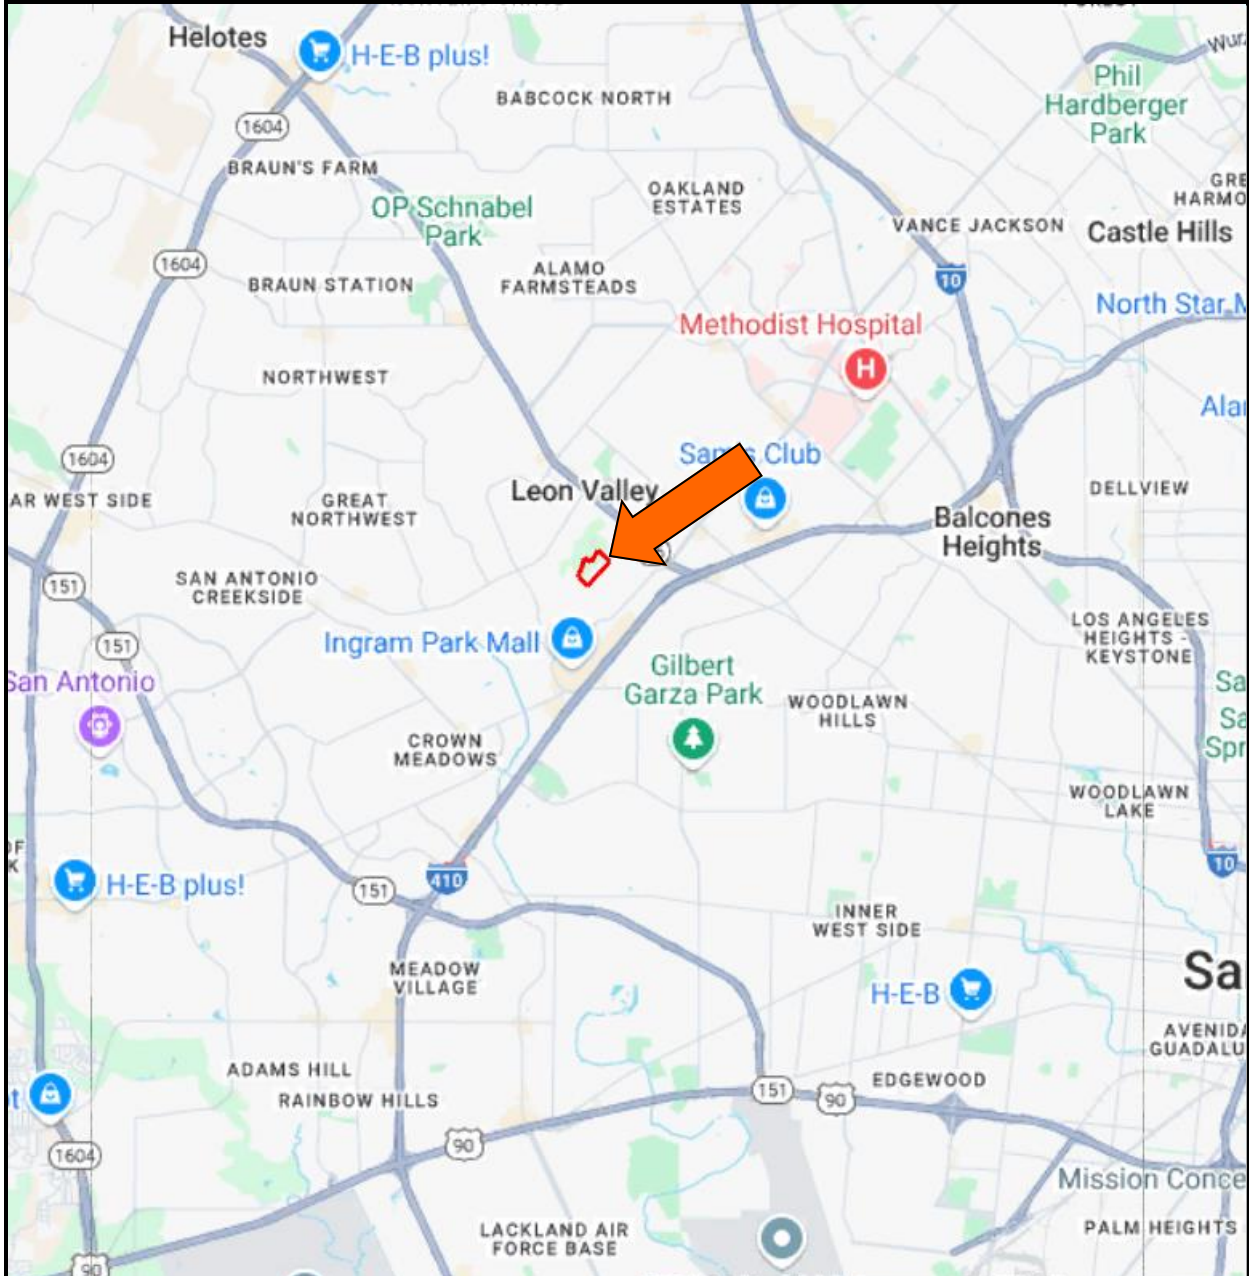 Helotes
H-E-B plus!
BABCOCK NORTH
Phil
Hardberger
Park
1604
BRAUN'S FARM
OAKLAND
ESTATES
OP Schnabel
Park
VANCE JACKSON
Castle Hills
1604
BRAUN STATION
ALAMO
FARMSTEADS
10
North Star
Methodist Hospital
H
NORTHWEST
Club
1604
Leon Valley
DELLVIEW
WEST SIDE
GREAT
NORTHWEST
Balcones
Heights
151
SAN ANTONIO
CREEKSIDE
LOS ANGELES
HEIGHTS -
KEYSTONE
151
Ingram Park Mall
San Antonio
Gilbert
Garza Park
WOODLAWN
HILLS
CROWN
MEADOWS
WOODLAWN
LAKE
10
H-E-B plus!
151
410
INNER
WEST SIDE
MEADOW
VILLAGE
H-E-B
Sa
ADAMS HILL
EDGEWOOD
RAINBOW HILLS
151
90
90
1604
Mission
LACKLAND AIR
FORCE BASE
PALM HEIGHTS
90